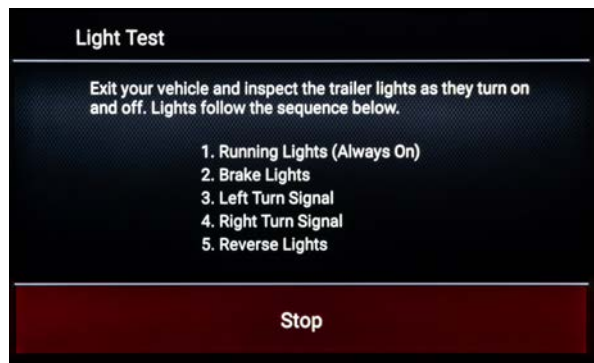 Light Test
Exit your vehicle and inspect the trailer lights as they turn on
and off. Lights follow the sequence below.
1. Running Lights (Always On)
2. Brake Lights
3. Left Turn Signal
4. Right Turn Signal
5. Reverse Lights
Stop